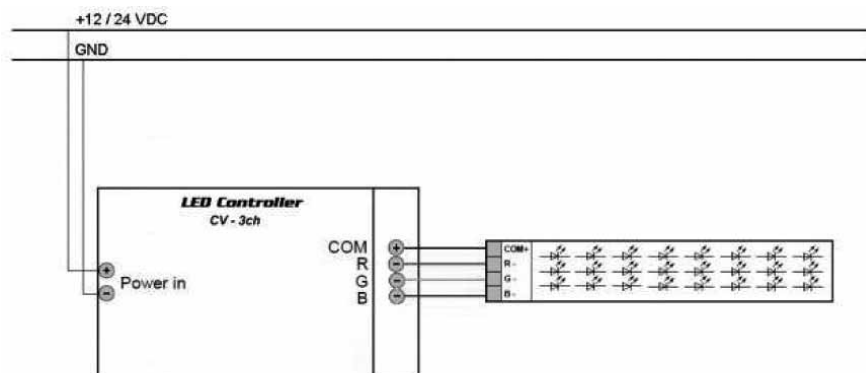 +12 / 24 VDC
GND
LED Controller
CV - 3ch
COM
R
G
B
Power in
COM+
R -
G -
B -